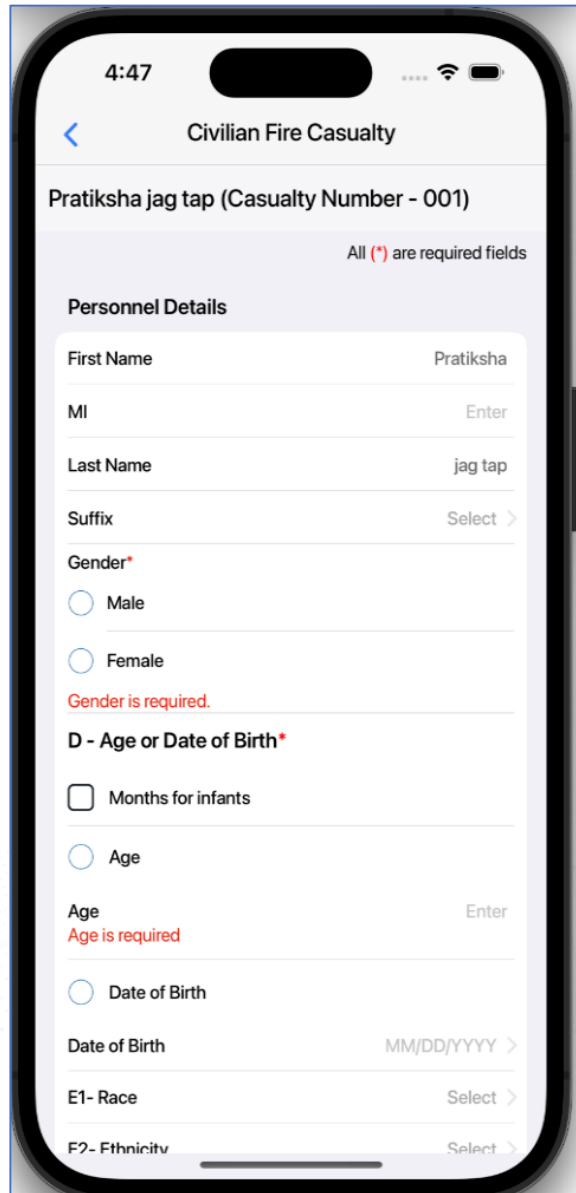 4:47
Civilian Fire Casualty
Pratiksha jag tap (Casualty Number - 001)
All (*) are required fields
Personnel Details
First Name Pratiksha
MI Enter
Last Name jag tap
Suffix Select
Gender*
Male
Female
Gender is required.
D - Age or Date of Birth*
Months for infants
Age
Age Enter
Age is required
Date of Birth
Date of Birth MM/DD/YYYY
E1- Race Select
E2- Ethnicity Select